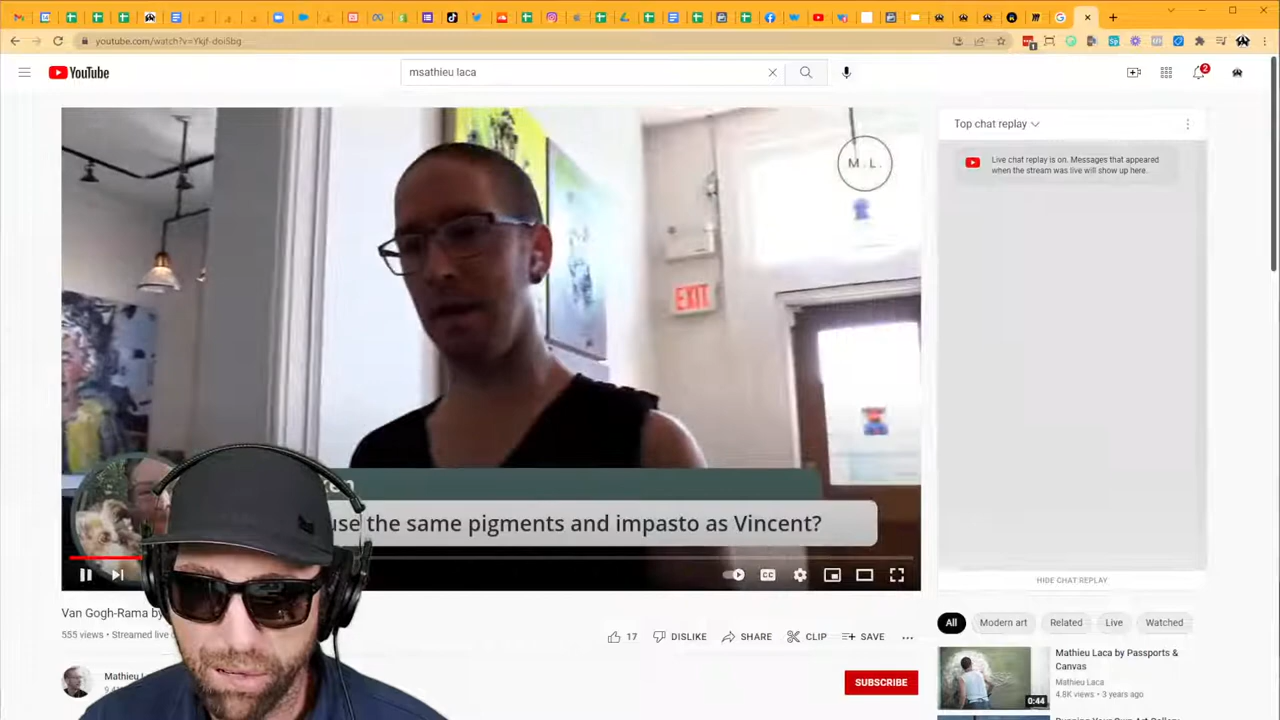 youtube.com/watch?v=Ykjf-doi5bg
YouTube
msathieu laca
2
M.L.
EXIT
use the same pigments and impasto as Vincent?
CC
Van Gogh-Rama by
555 views • Streamed live
17
DISLIKE
SHARE
CLIP
SAVE
Mathieu
SUBSCRIBE
Top chat replay
Live chat replay is on. Messages that appeared
when the stream was live will show up here.
HIDE CHAT REPLAY
All
Modern art
Related
Live
Watched
Mathieu Laca by Passports &
Canvas
Mathieu Laca
4.8K views • 3 years ago
0:44